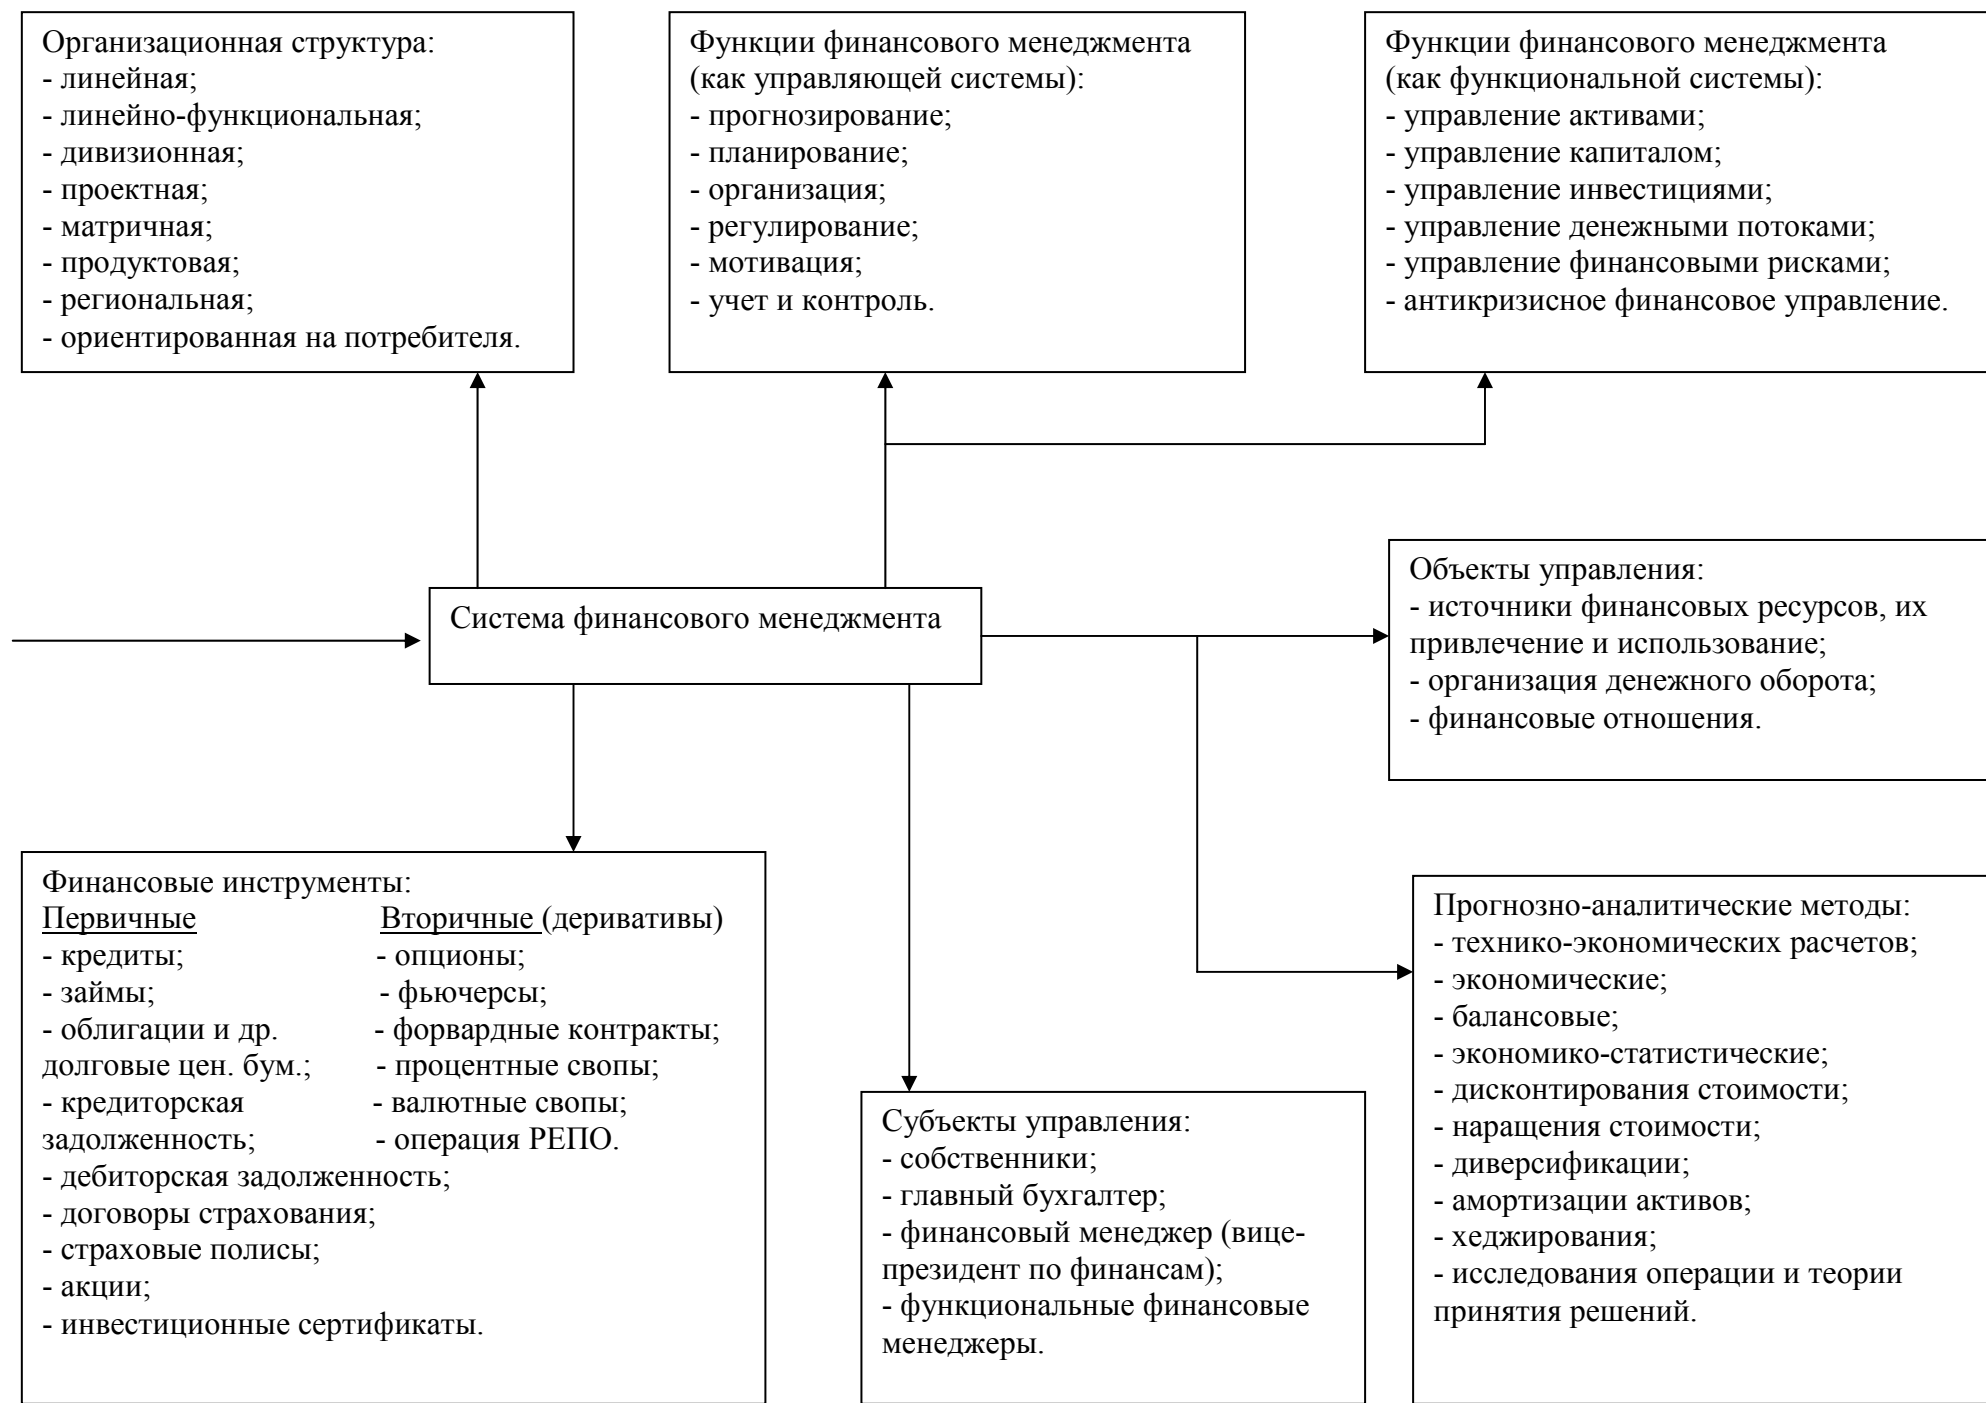 Организационная структура:
- линейная;
- линейно-функциональная;
- дивизионная;
- проектная;
- матричная;
- продуктовая;
- региональная;
- ориентированная на потребителя.
Функции финансового менеджмента
(как управляющей системы):
- прогнозирование;
- планирование;
- организация;
- регулирование;
- мотивация;
- учет и контроль.
Функции финансового менеджмента
(как функциональной системы):
- управление активами;
- управление капиталом;
- управление инвестициями;
- управление денежными потоками;
- управление финансовыми рисками;
- антикризисное финансовое управление.
Система финансового менеджмента
Объекты управления:
- источники финансовых ресурсов, их
привлечение и использование;
- организация денежного оборота;
- финансовые отношения.
Финансовые инструменты:
Первичные Вторичные (деривативы)
- кредиты; - опционы;
- займы; - фьючерсы;
- облигации и др. - форвардные контракты;
долговые цен. бум.; - процентные свопы;
- кредиторская - валютные свопы;
задолженность; - операция РЕПО.
- дебиторская задолженность;
- договоры страхования;
- страховые полисы;
- акции;
- инвестиционные сертификаты.
Субъекты управления:
- собственники;
- главный бухгалтер;
- финансовый менеджер (вице-
президент по финансам);
- функциональные финансовые
менеджеры.
Прогнозно-аналитические методы:
- технико-экономических расчетов;
- экономические;
- балансовые;
- экономико-статистические;
- дисконтирования стоимости;
- наращения стоимости;
- диверсификации;
- амортизации активов;
- хеджирования;
- исследования операции и теории
принятия решений.